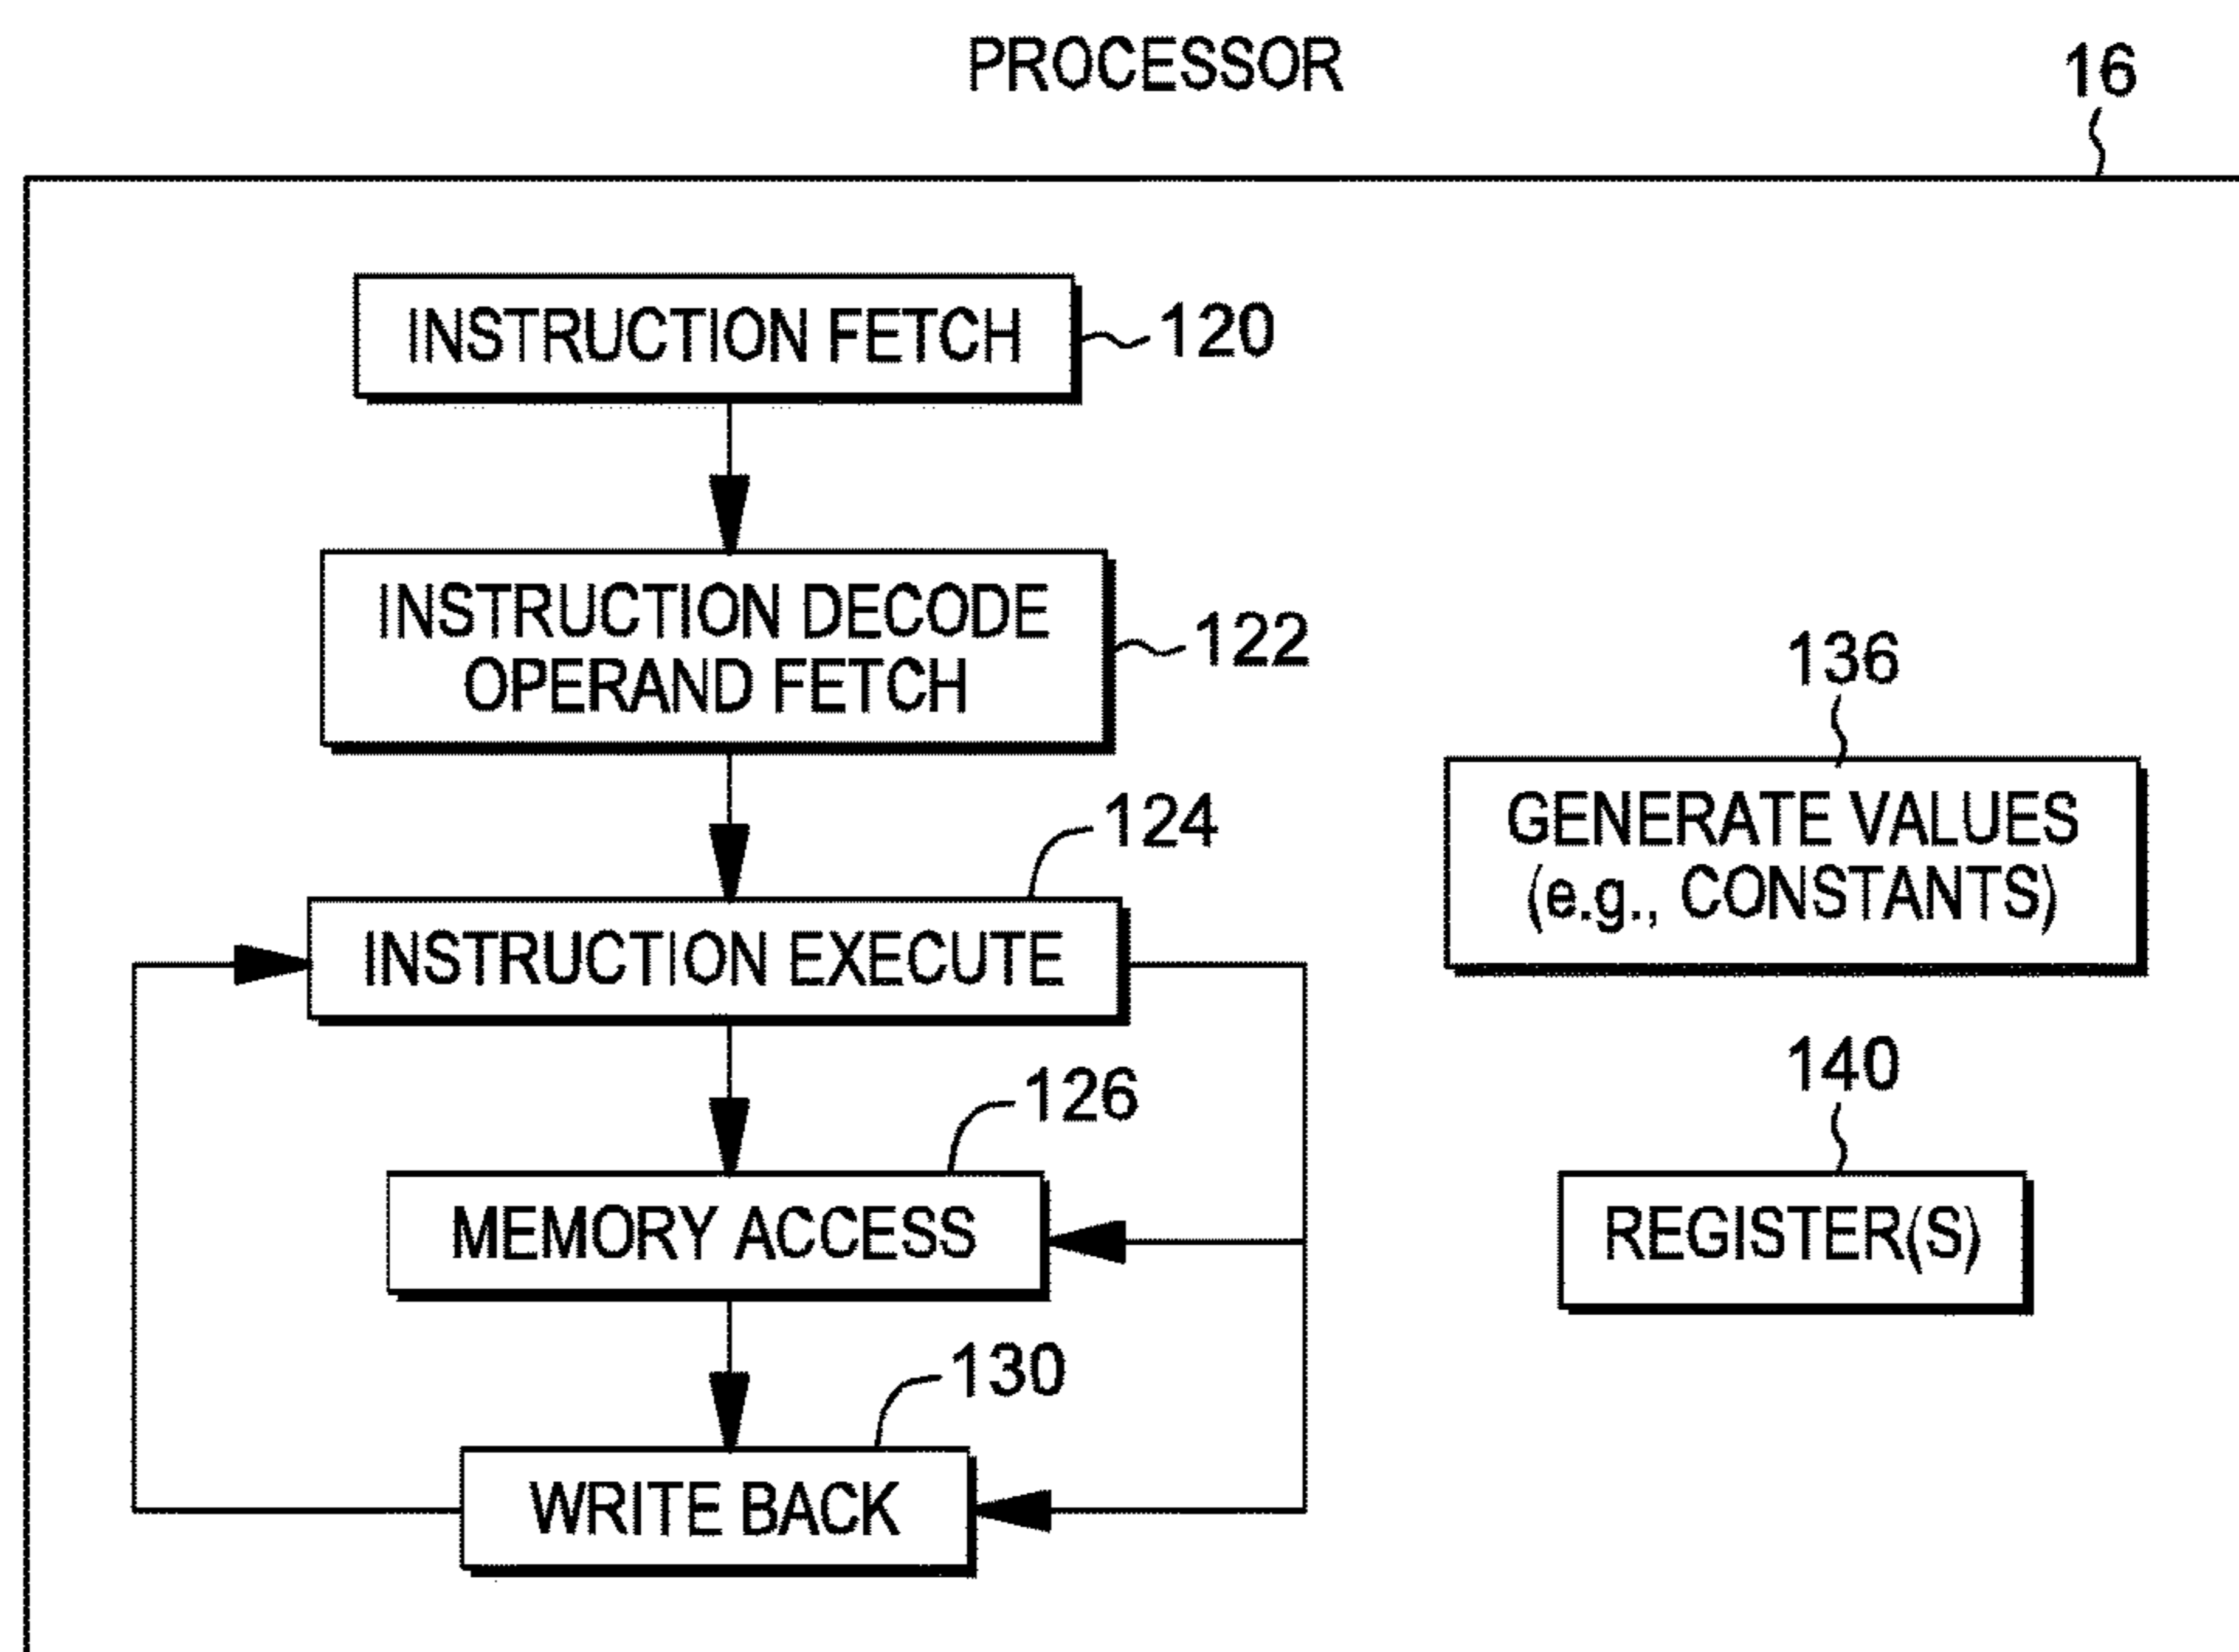 PROCESSOR
16
INSTRUCTION FETCH
120
INSTRUCTION DECODE
OPERAND FETCH
122
124
INSTRUCTION EXECUTE
126
MEMORY ACCESS
130
WRITE BACK
136
GENERATE VALUES
(e.g., CONSTANTS)
140
REGISTER(S)